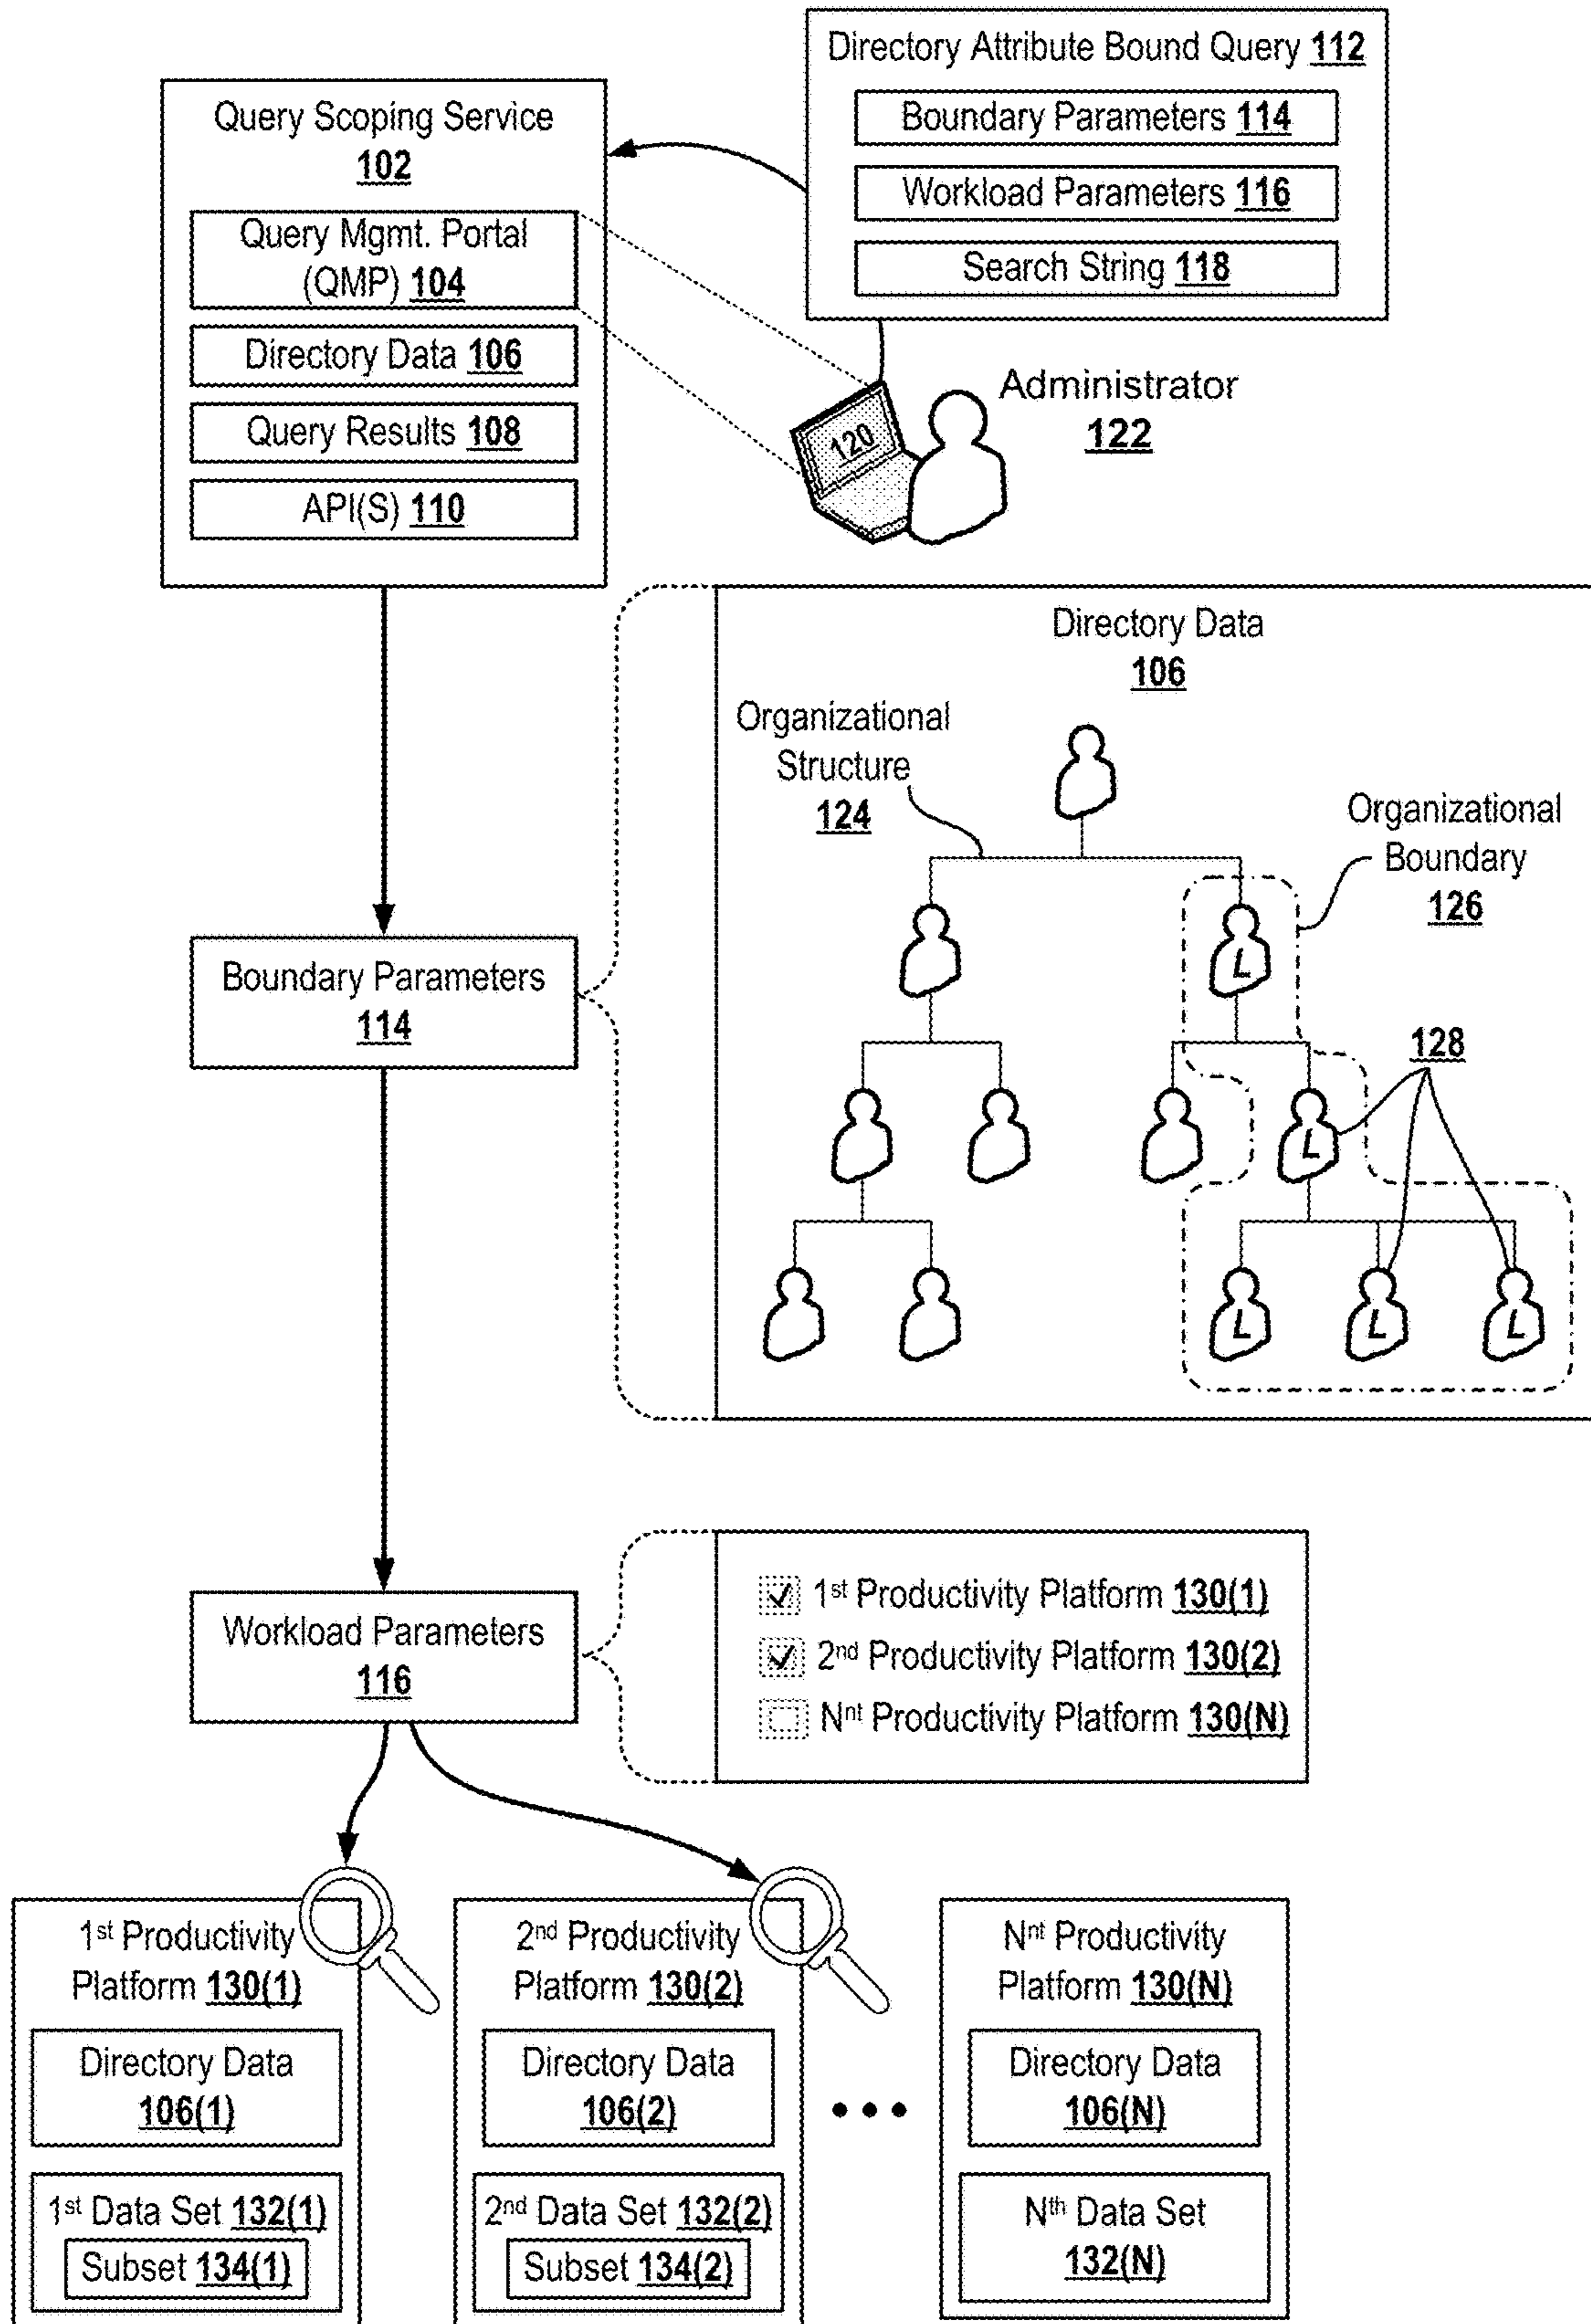 Directory Attribute Bound Query 112
Boundary Parameters 114
Workload Parameters 116
Search String 118
Query Scoping Service
102
Query Mgmt. Portal
(QMP) 104
Directory Data 106
Query Results 108
API(S) 110
120
Administrator
122
Directory Data
106
Organizational
Structure
124
Organizational
Boundary
126
L
128
L
L
L
L
Boundary Parameters
114
Workload Parameters
116
1st Productivity Platform 130(1)
2nd Productivity Platform 130(2)
Nnt Productivity Platform 130(N)
1st Productivity
Platform 130(1)
Directory Data
106(1)
1st Data Set 132(1)
Subset 134(1)
2nd Productivity
Platform 130(2)
Directory Data
106(2)
2nd Data Set 132(2)
Subset 134(2)
Nnt Productivity
Platform 130(N)
Directory Data
106(N)
Nth Data Set
132(N)